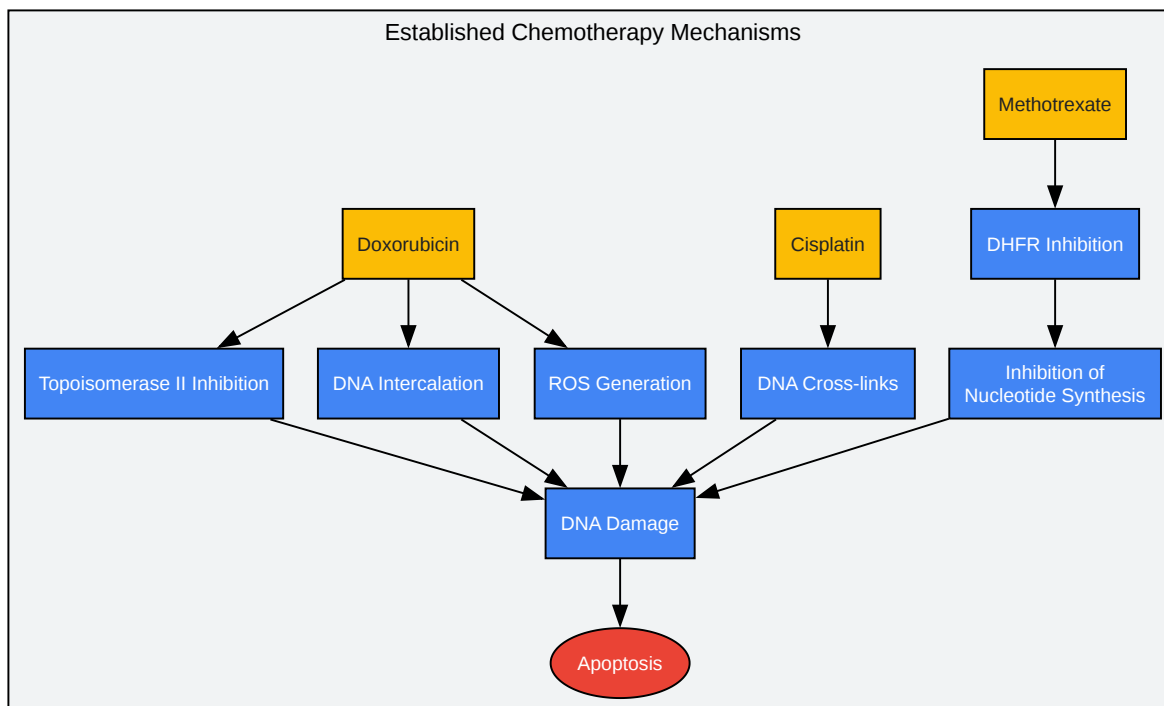 Established Chemotherapy Mechanisms
Methotrexate
Doxorubicin
Cisplatin
DHFR Inhibition
Topoisomerase II Inhibition
DNA Intercalation
ROS Generation
DNA Cross-links
Inhibition of
Nucleotide Synthesis
DNA Damage
Apoptosis